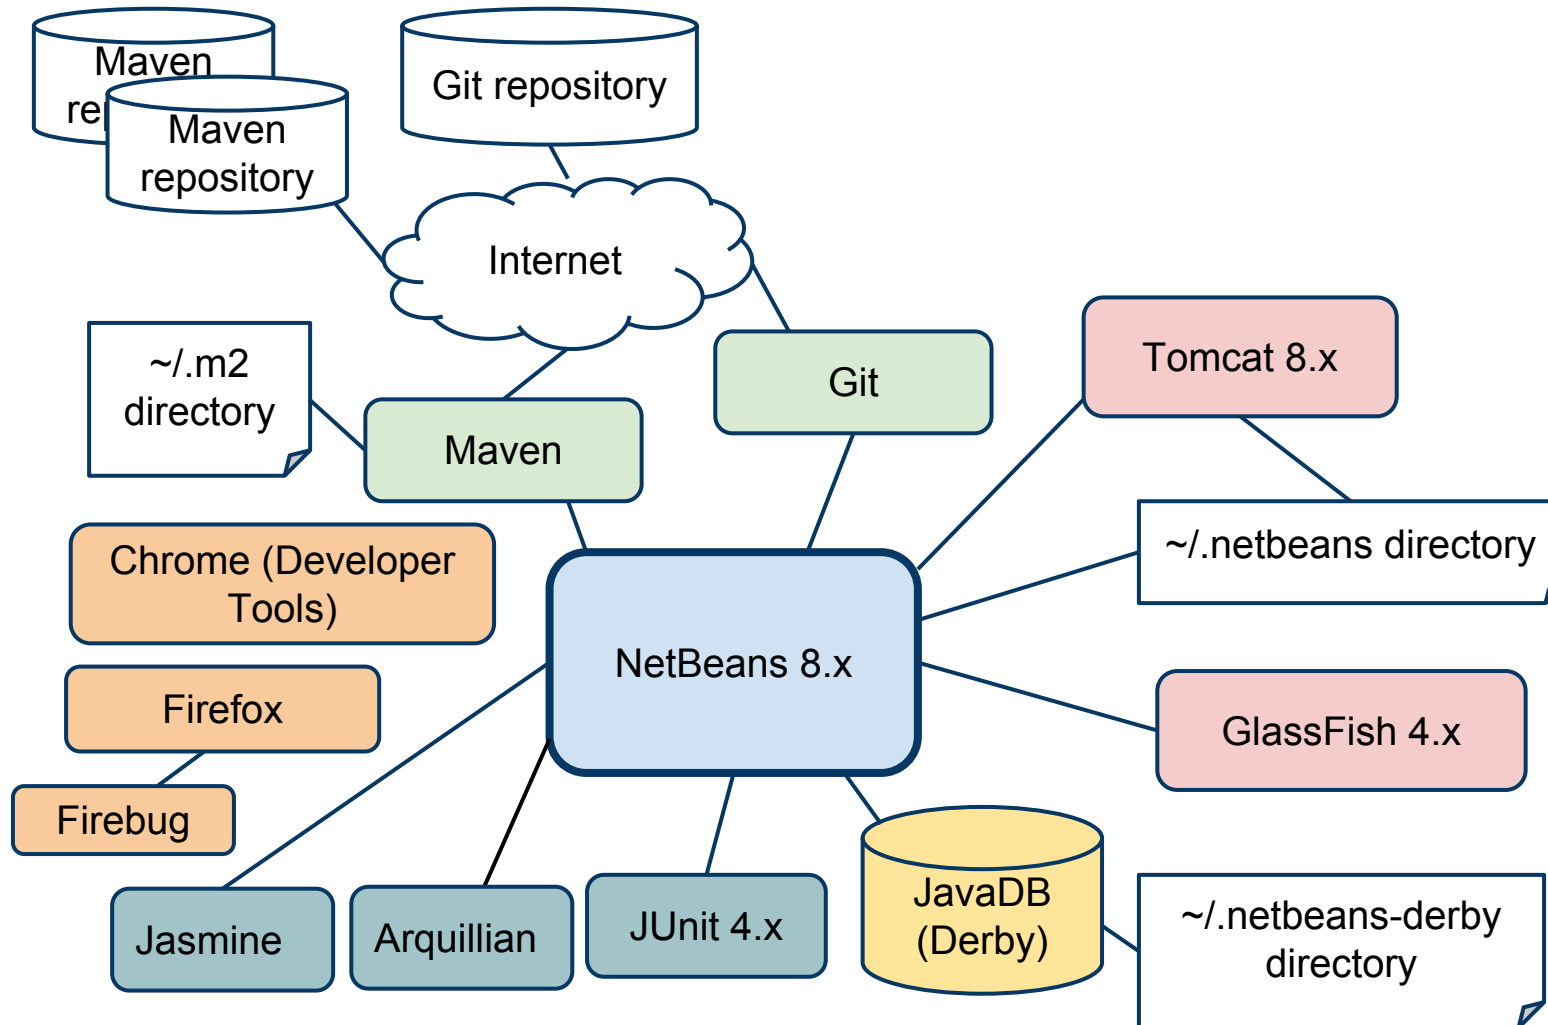 Maven
re
Maven
repository
Git repository
Internet
~/.m2
directory
Maven
Git
Tomcat 8.x
~/.netbeans directory
Chrome (Developer
Tools)
NetBeans 8.x
Firefox
GlassFish 4.x
Firebug
Jasmine
Arquillian
JUnit 4.x
JavaDB
(Derby)
~/.netbeans-derby
directory